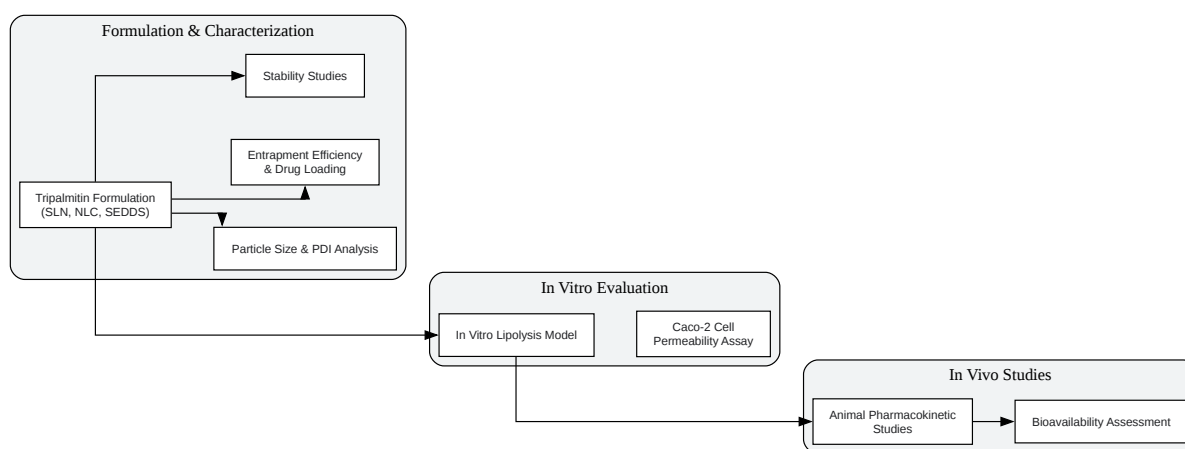 Formulation & Characterization
Stability Studies
Entrapment Efficiency
& Drug Loading
Tripalmitin Formulation
(SLN, NLC, SEDDS)
Particle Size & PDI Analysis
In Vitro Evaluation
In Vitro Lipolysis Model
Caco-2 Cell
Permeability Assay
In Vivo Studies
Animal Pharmacokinetic
Studies
Bioavailability Assessment